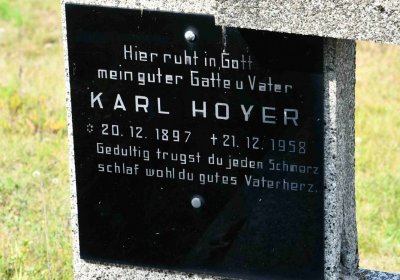 Hier ruht in Gott
mein guter Gatte u Vater
KARL HOYER
* 20. 12. 1897 + 21. 12. 1958
Gedultig trugst du jeden Schmerz
schlaf wohl du gutes Vaterherz.